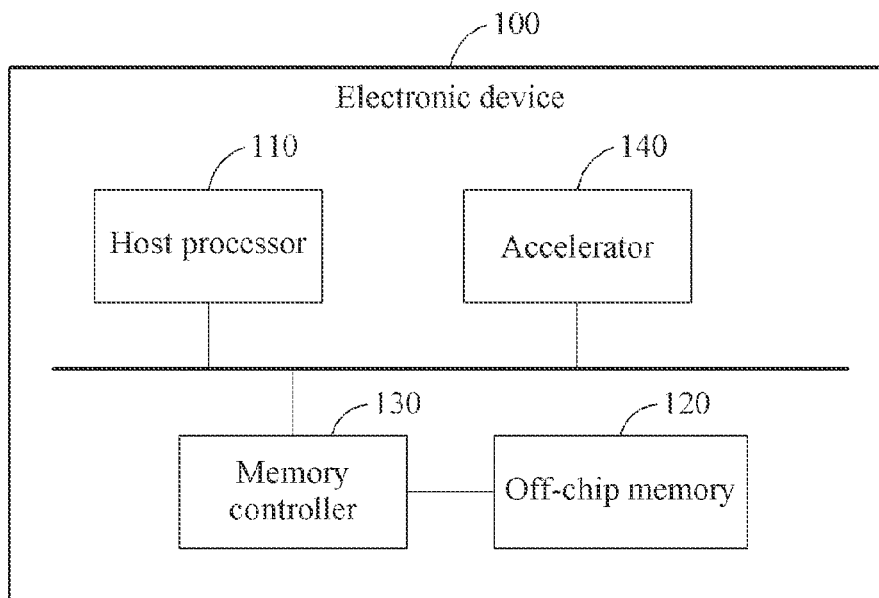 100
Electronic device
110
140
Host processor
Accelerator
130
120
Memory
controller
Off-chip memory